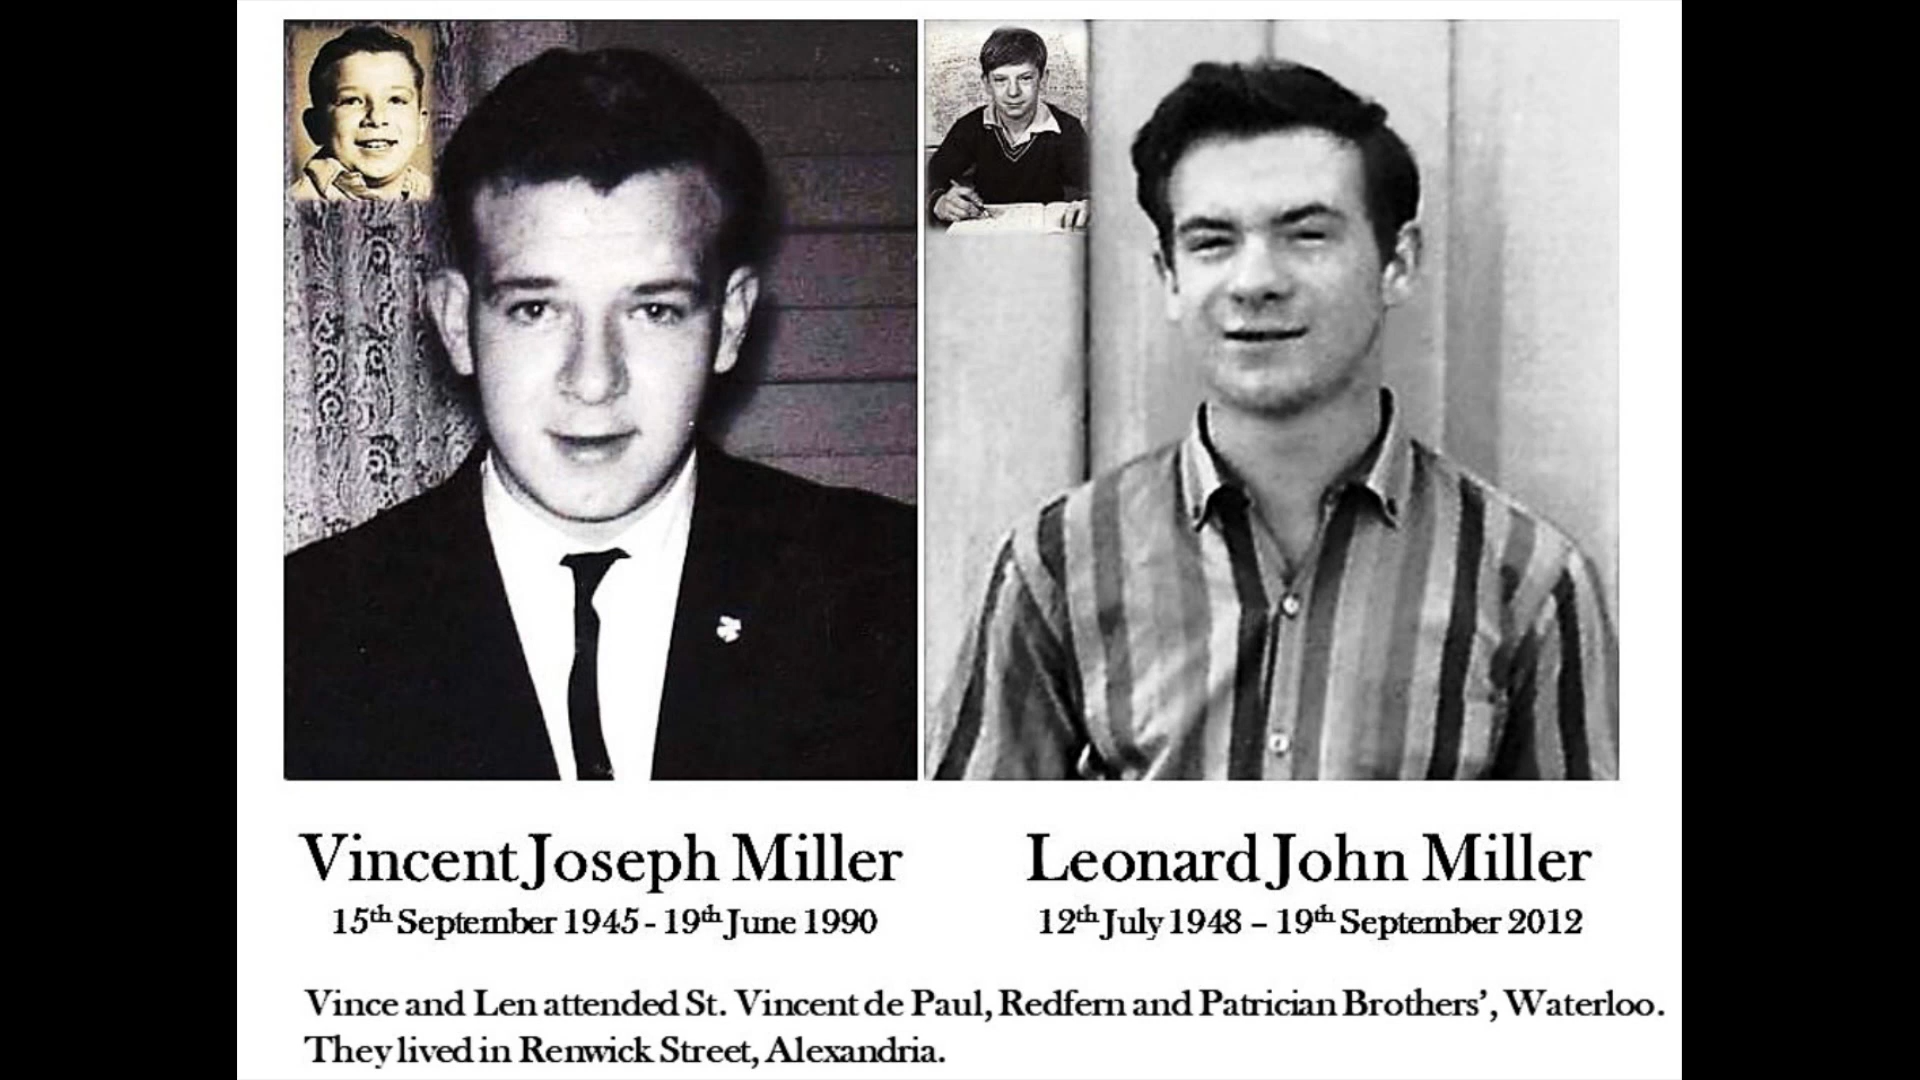 Vincent Joseph Miller
15th September 1945 - 19th June 1990
Leonard John Miller
12th July 1948 – 19th September 2012
Vince and Len attended St. Vincent de Paul, Redfern and Patrician Brothers', Waterloo.
They lived in Renwick Street, Alexandria.